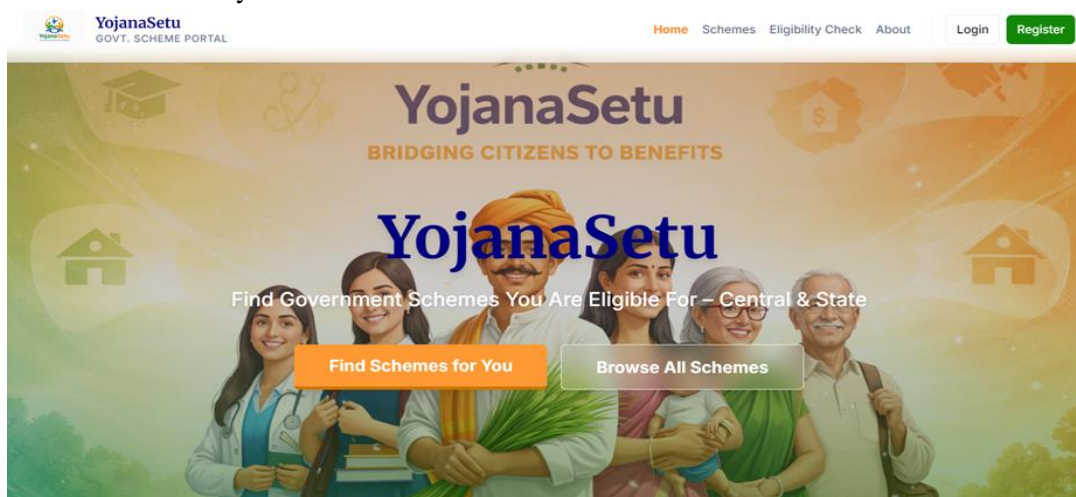 YojanaSetu
GOVT. SCHEME PORTAL
Home Schemes Eligibility Check About Login Register
YojanaSetu
BRIDGING CITIZENS TO BENEFITS
YojanaSetu
Find Government Schemes You Are Eligible For – Central & State
Find Schemes for You Browse All Schemes